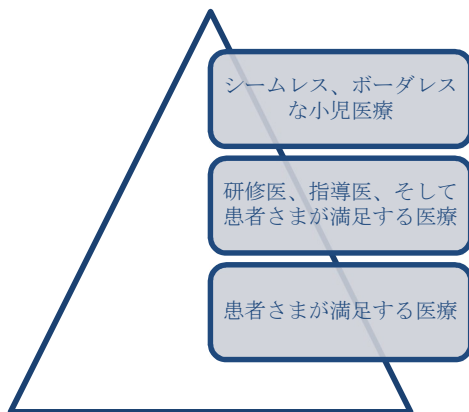 シームレス、ボーダレス
な小児医療
研修医、指導医、そして
患者さまが満足する医療
患者さまが満足する医療